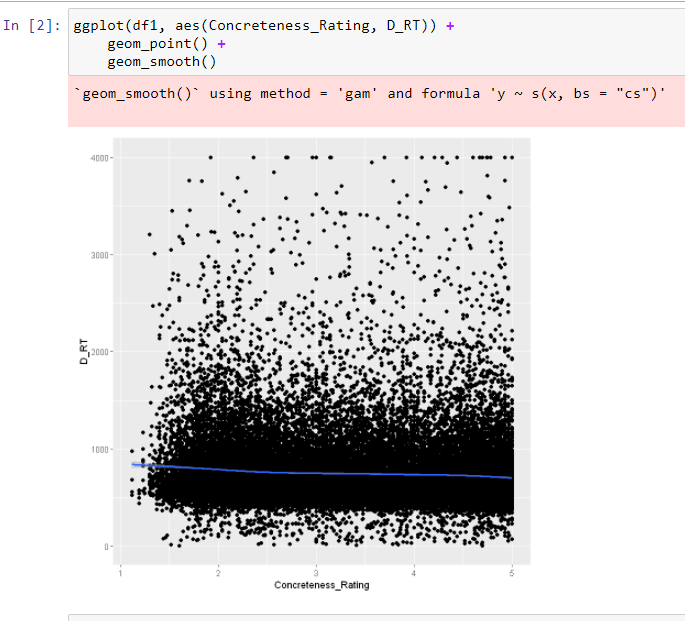 In [2]: ggplot(df1, aes(Concreteness_Rating, D_RT)) +
geom_point() +
geom_smooth()
`geom_smooth()` using method = 'gam' and formula 'y ~ s(x, bs = "cs")'
4000
3000
D_RT
2000
1000
0
1 2 3 4 5
Concreteness_Rating